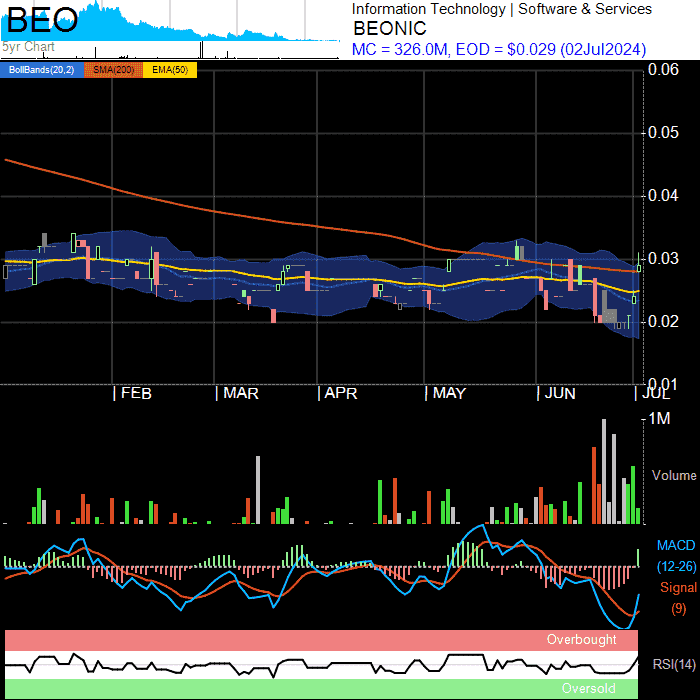 BEO
5yr Chart
Information Technology | Software & Services
BEONIC
MC = 326.0M, EOD = $0.029 (02Jul2024)
BollBands(20,2) SMA(200) EMA(50)
0.06
0.05
0.04
0.03
0.02
0.01
FEB MAR APR MAY JUN JUL
1M
Volume
MACD
(12-26)
Signal
(9)
Overbought
RSI(14)
Oversold